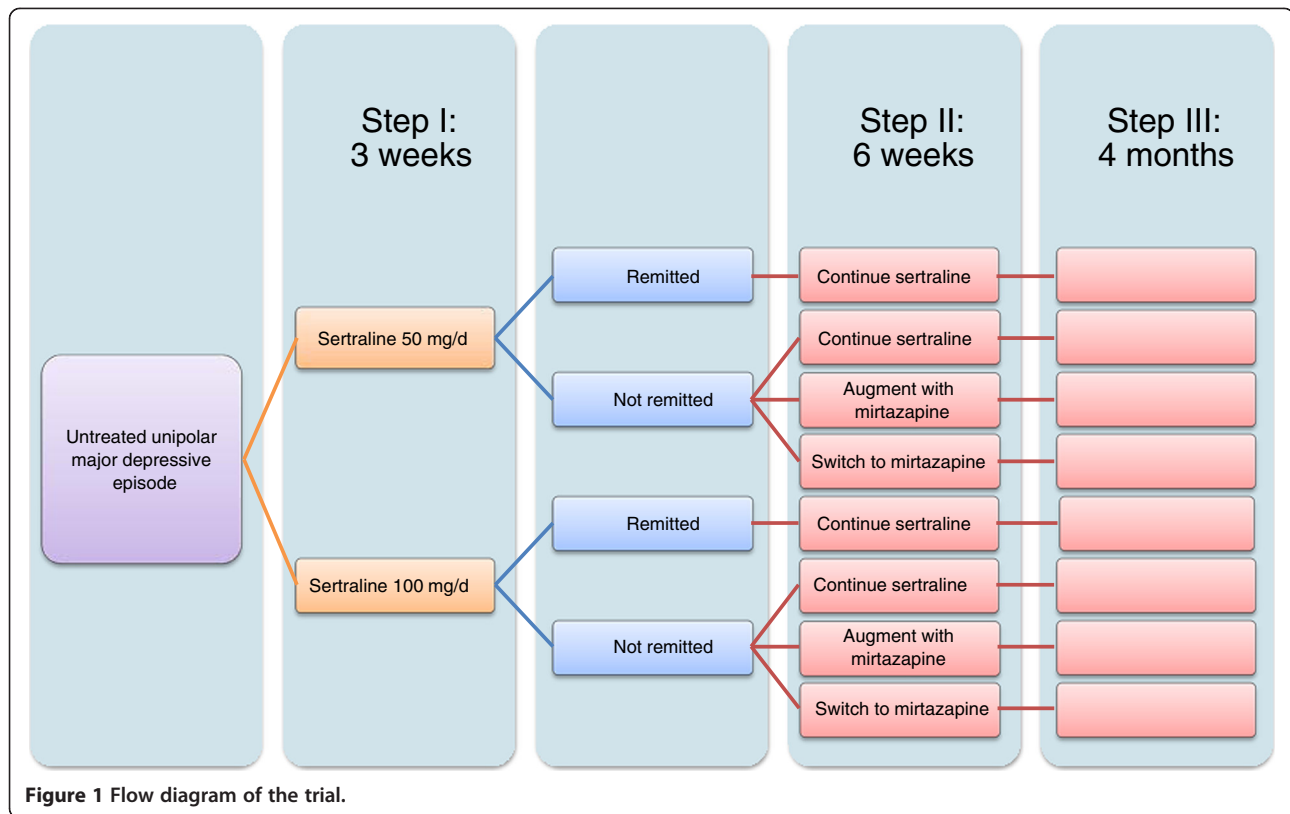 Step I:
3 weeks
Step II:
6 weeks
Step III:
4 months
Untreated unipolar
major depressive
episode
Sertraline 50 mg/d
Sertraline 100 mg/d
Remitted
Not remitted
Remitted
Not remitted
Continue sertraline
Continue sertraline
Augment with
mirtazapine
Switch to mirtazapine
Continue sertraline
Continue sertraline
Augment with
mirtazapine
Switch to mirtazapine
Figure 1 Flow diagram of the trial.